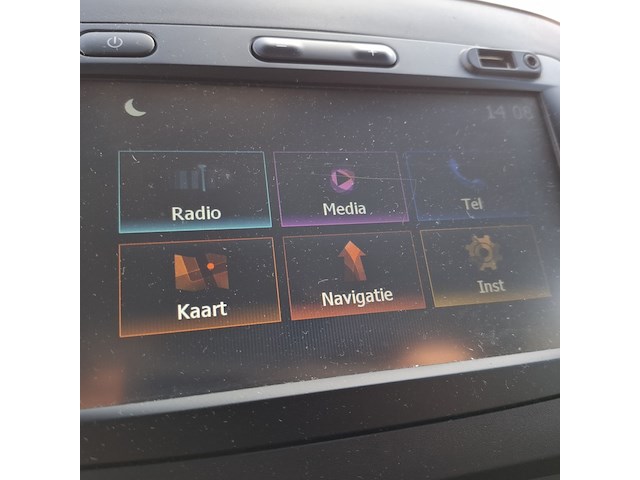 14:06
Radio
Media
Tel
Kaart
Navigatie
Inst